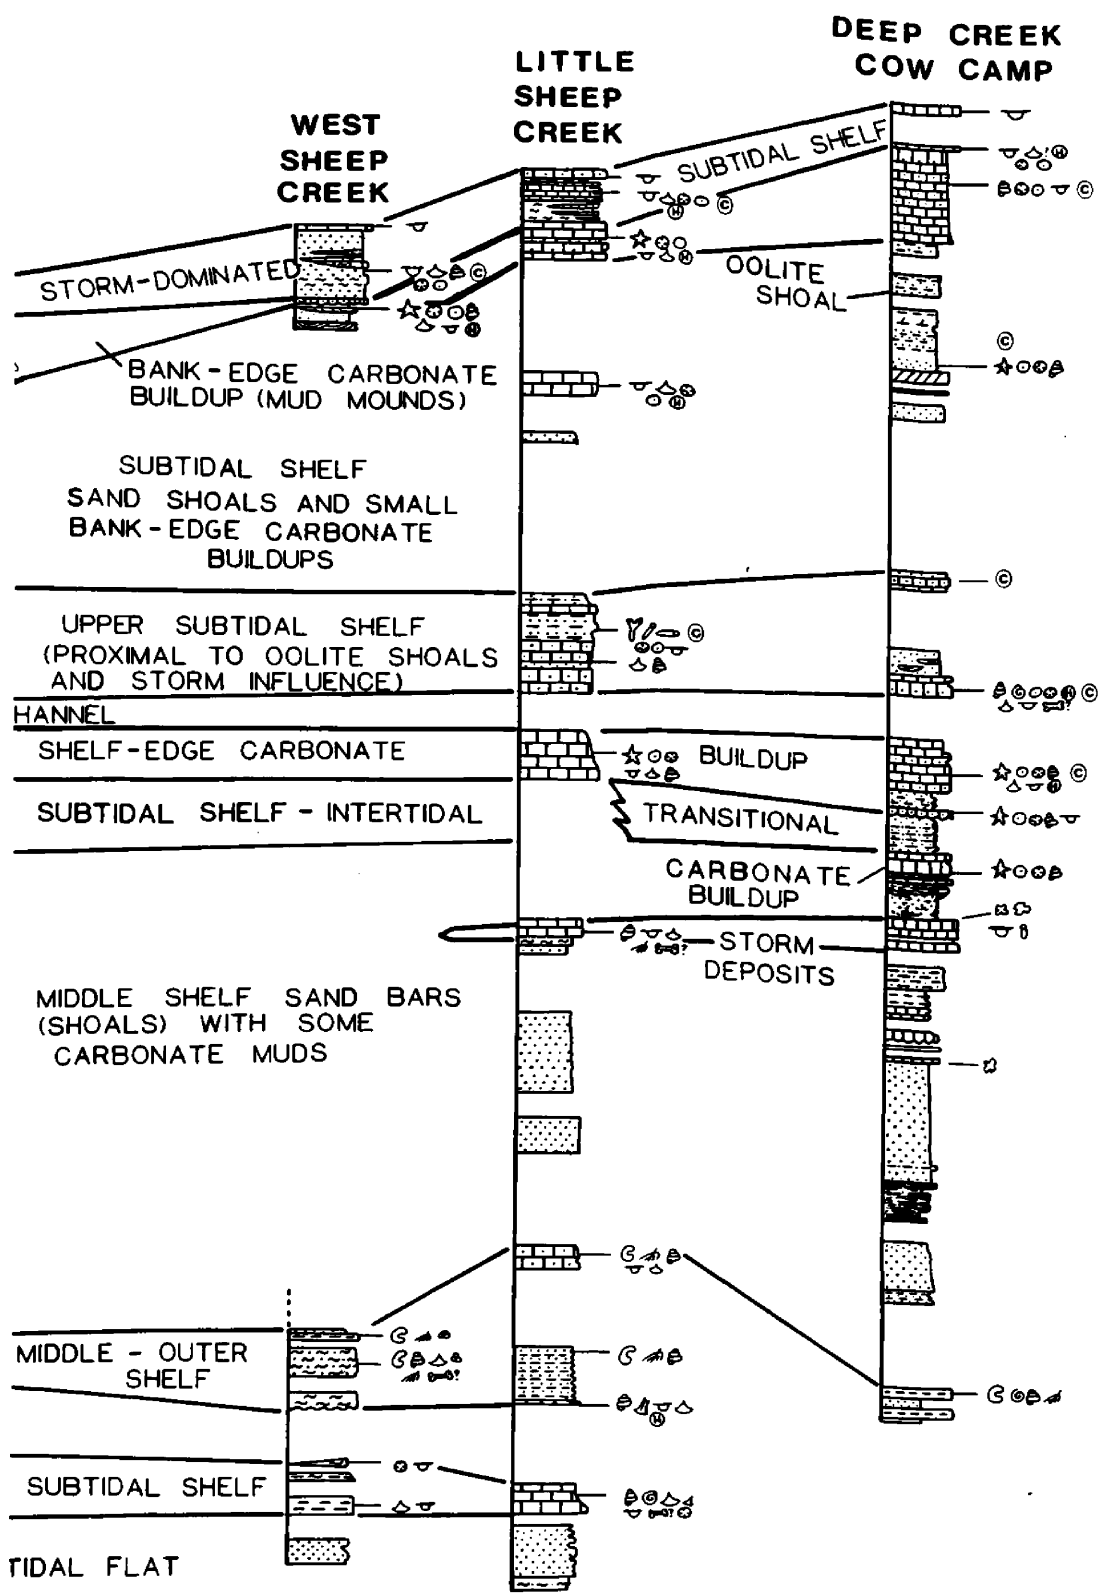 DEEP CREEK
COW CAMP
LITTLE
SHEEP
CREEK
WEST
SHEEP
CREEK
SUBTIDAL SHELF
STORM-DOMINATED
OOLITE
SHOAL
BANK-EDGE CARBONATE
BUILDUP (MUD MOUNDS)
SUBTIDAL SHELF
SAND SHOALS AND SMALL
BANK-EDGE CARBONATE
BUILDUPS
UPPER SUBTIDAL SHELF
(PROXIMAL TO OOLITE SHOALS
AND STORM INFLUENCE)
HANNEL
SHELF-EDGE CARBONATE
BUILDUP
SUBTIDAL SHELF - INTERTIDAL
TRANSITIONAL
CARBONATE
BUILDUP
STORM
DEPOSITS
MIDDLE SHELF SAND BARS
(SHOALS) WITH SOME
CARBONATE MUDS
MIDDLE - OUTER
SHELF
SUBTIDAL SHELF
TIDAL FLAT